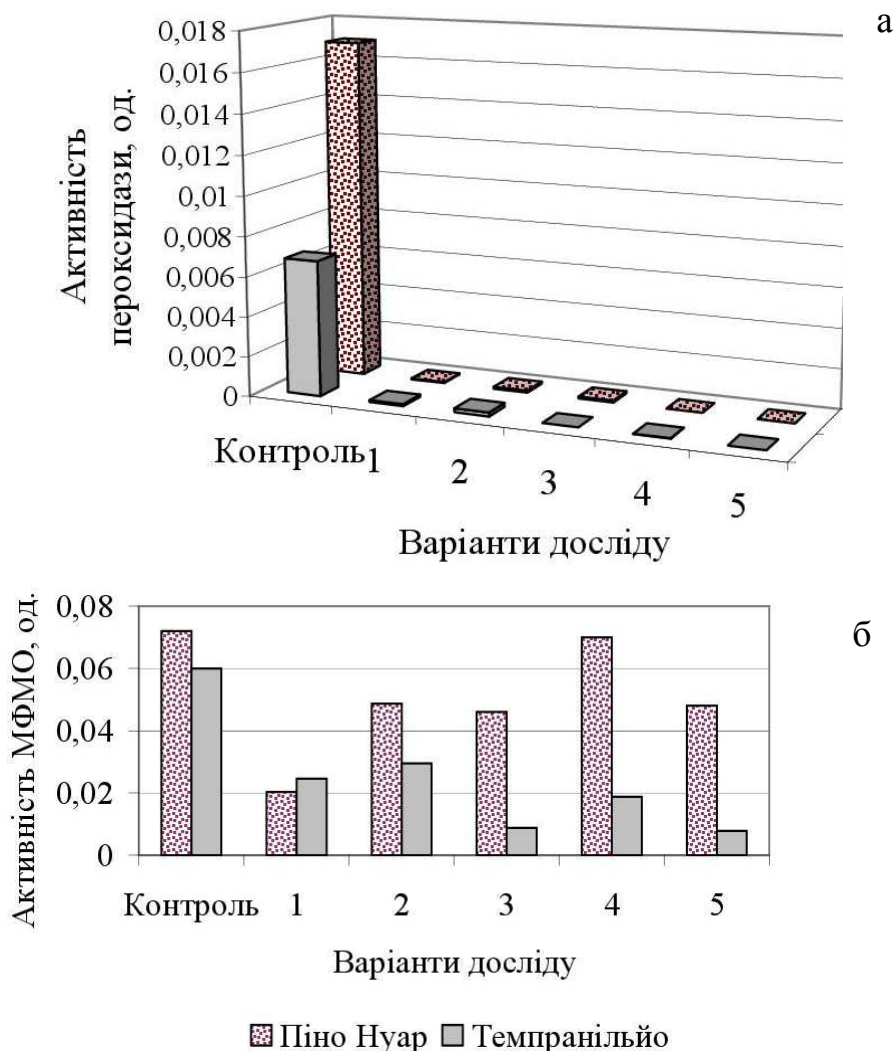 а
Активність
пероксидази, од.
0,018
0,016
0,014
0,012
0,01
0,008
0,006
0,004
0,002
0
Контроль 1 2 3 4 5
Варіанти досліду
б
Активність МФМО, од.
0,08
0,06
0,04
0,02
0
Контроль 1 2 3 4 5
Варіанти досліду
Піно Нуар Темпранільйо